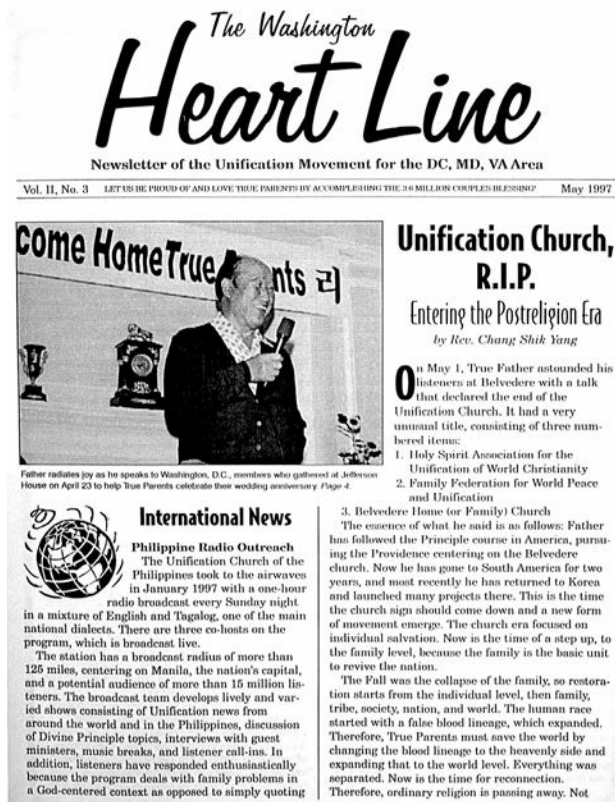 The Washington
Heart Line
Newsletter of the Unification Movement for the DC, MD, VA Area
Vol. II, No. 3 LET US BE PROUD OF AND LOVE TRUE PARENTS BY ACCOMPLISHING THE 3 6 MILLION COUPLES BLESSING! May 1997
come Home True Parents 리
Father radiates joy as he speaks to Washington, D.C., members who gathered at Jefferson
House on April 23 to help True Parents celebrate their wedding anniversary. Page 4.
International News
Philippine Radio Outreach
The Unification Church of the
Philippines took to the airwaves
in January 1997 with a one-hour
radio broadcast every Sunday night
in a mixture of English and Tagalog, one of the main
national dialects. There are three co-hosts on the
program, which is broadcast live.
The station has a broadcast radius of more than
125 miles, centering on Manila, the nation's capital,
and a potential audience of more than 15 million lis-
teners. The broadcast team develops lively and var-
ied shows consisting of Unification news from
around the world and in the Philippines, discussion
of Divine Principle topics, interviews with guest
ministers, music breaks, and listener call-ins. In
addition, listeners have responded enthusiastically
because the program deals with family problems in
a God-centered context as opposed to simply quoting
Unification Church,
R.I.P.
Entering the Postreligion Era
by Rev. Chang Shik Yang
On May 1, True Father astounded his
listeners at Belvedere with a talk
that declared the end of the
Unification Church. It had a very
unusual title, consisting of three num-
bered items:
1. Holy Spirit Association for the
Unification of World Christianity
2. Family Federation for World Peace
and Unification
3. Belvedere Home (or Family) Church
The essence of what he said is as follows: Father
has followed the Principle course in America, pursu-
ing the Providence centering on the Belvedere
church. Now he has gone to South America for two
years, and most recently he has returned to Korea
and launched many projects there. This is the time
the church sign should come down and a new form
of movement emerge. The church era focused on
individual salvation. Now is the time of a step up, to
the family level, because the family is the basic unit
to revive the nation.
The Fall was the collapse of the family, so restora-
tion starts from the individual level, then family,
tribe, society, nation, and world. The human race
started with a false blood lineage, which expanded.
Therefore, True Parents must save the world by
changing the blood lineage to the heavenly side and
expanding that to the world level. Everything was
separated. Now is the time for reconnection.
Therefore, ordinary religion is passing away. Not